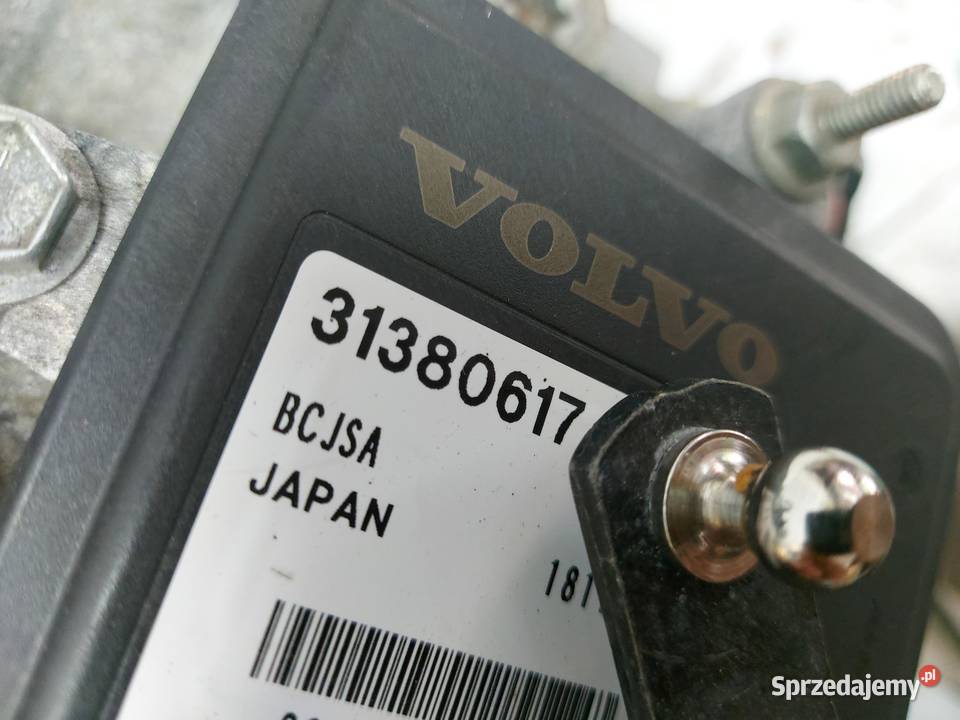 VOLVO
31380617
BCJSA
JAPAN
Sprzedajemy.pl